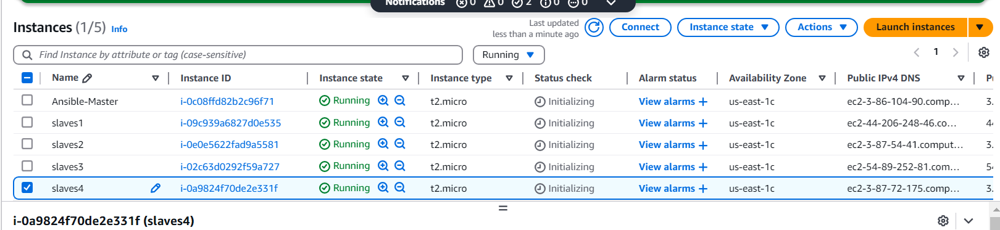 Notifications 0 0 2 0 0
Instances (1/5) Info
Last updated
less than a minute ago
Connect
Instance state
Actions
Launch instances
Find Instance by attribute or tag (case-sensitive)
Running
1
Name Instance ID Instance state Instance type Status check Alarm status Availability Zone Public IPv4 DNS
Ansible-Master i-0c08ffd82b2c96f71 Running t2.micro Initializing View alarms + us-east-1c ec2-3-86-104-90.comp... 3.
slaves1 i-09c939a6827d0e535 Running t2.micro Initializing View alarms + us-east-1c ec2-44-206-248-46.co...
slaves2 i-0e0e5622fad9a5581 Running t2.micro Initializing View alarms + us-east-1c ec2-3-87-54-41.comput... 3.
slaves3 i-02c63d0292f59a727 Running t2.micro Initializing View alarms + us-east-1c ec2-54-89-252-81.com...
slaves4 i-0a9824f70de2e331f Running t2.micro Initializing View alarms + us-east-1c ec2-3-87-72-175.comp... 3.
i-0a9824f70de2e331f (slaves4)